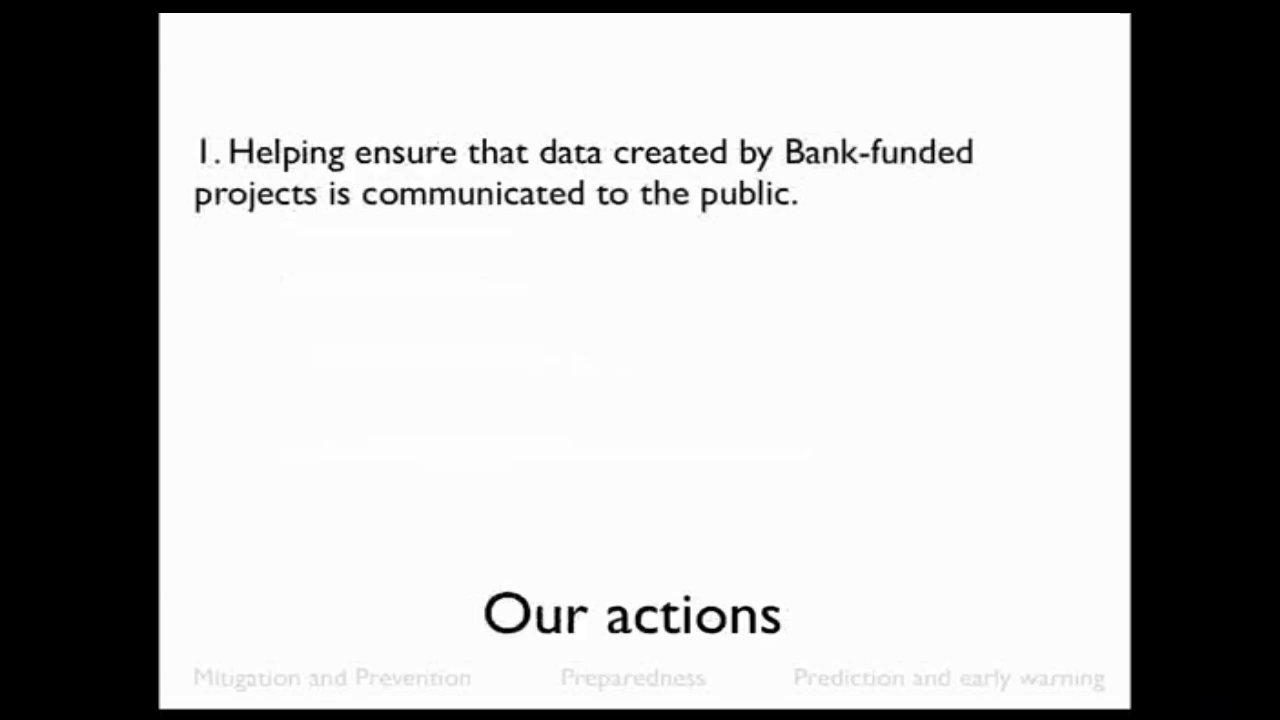 1. Helping ensure that data created by Bank-funded
projects is communicated to the public.
Our actions
Mitigation and Prevention
Preparedness
Prediction and early warning